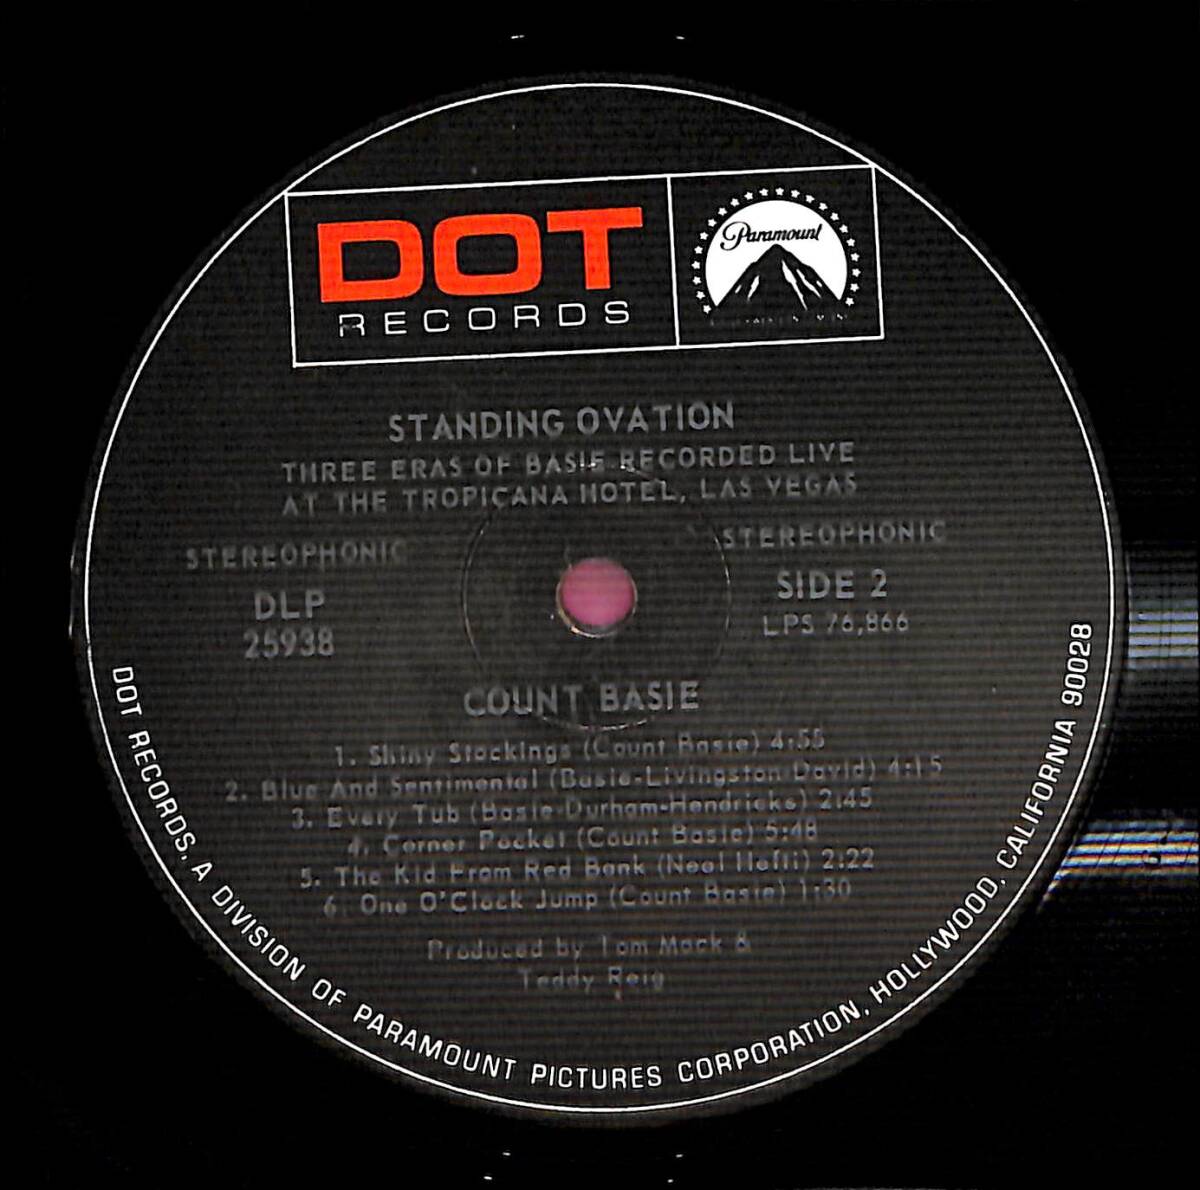 DOT
RECORDS
Paramount
STANDING OVATION
THREE ERAS OF BASIE RECORDED LIVE
AT THE TROPICANA HOTEL, LAS VEGAS
STEREOPHONIC
STEREOPHONIC
DLP
25938
SIDE 2
LPS 76,866
COUNT BASIE
1. Shiny Stockings (Count Basie) 4:55
2. Blue And Sentimental (Basie-Livingston-David) 4:15
3. Every Tub (Basie-Durham-Hendricks) 2:45
4. Corner Pocket (Count Basie) 5:48
5. The Kid From Red Bank (Neal Hefti) 2:22
6. One O'Clock Jump (Count Basie) 1:30
Produced by Tom Mack &
Teddy Reig
DOT RECORDS, A DIVISION OF PARAMOUNT PICTURES CORPORATION, HOLLYWOOD, CALIFORNIA 90028